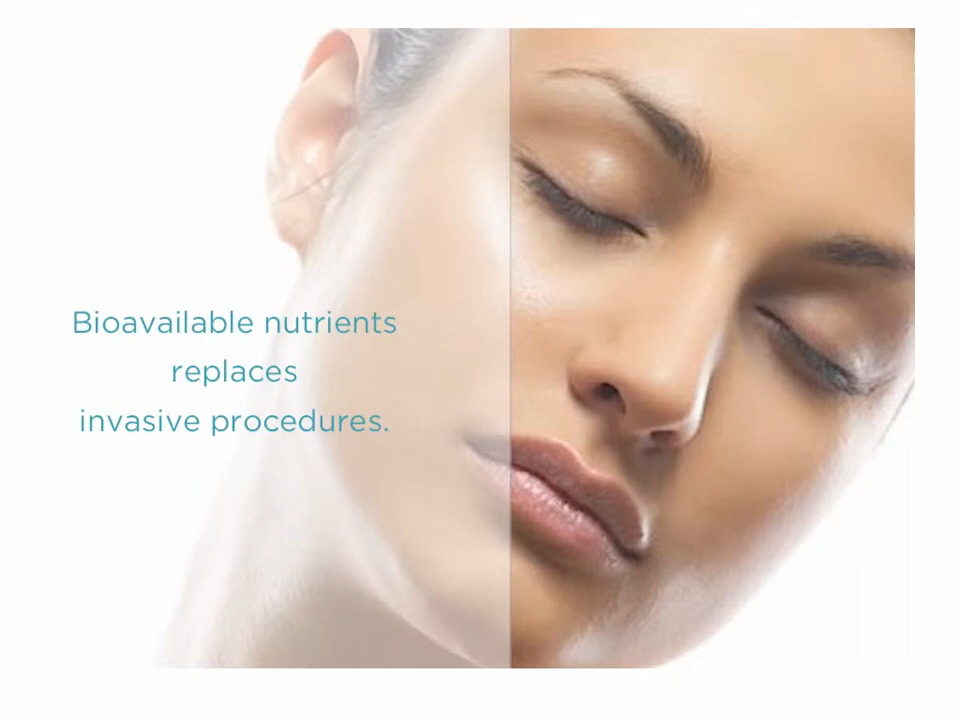 Bioavailable nutrients
replaces
invasive procedures.